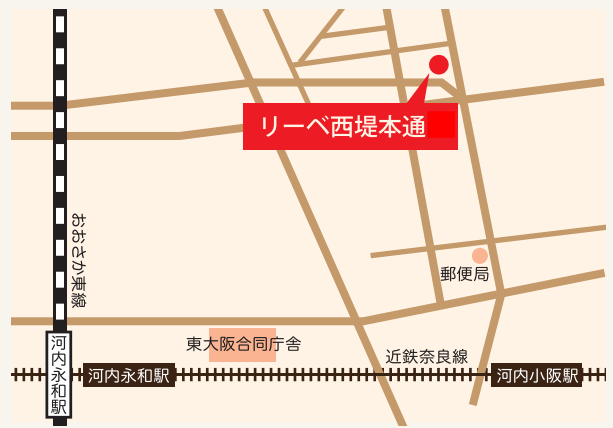 リーベ西堤本通
おおさか東線
郵便局
東大阪合同庁舎
近鉄奈良線
河内永和駅
河内永和駅
河内小阪駅